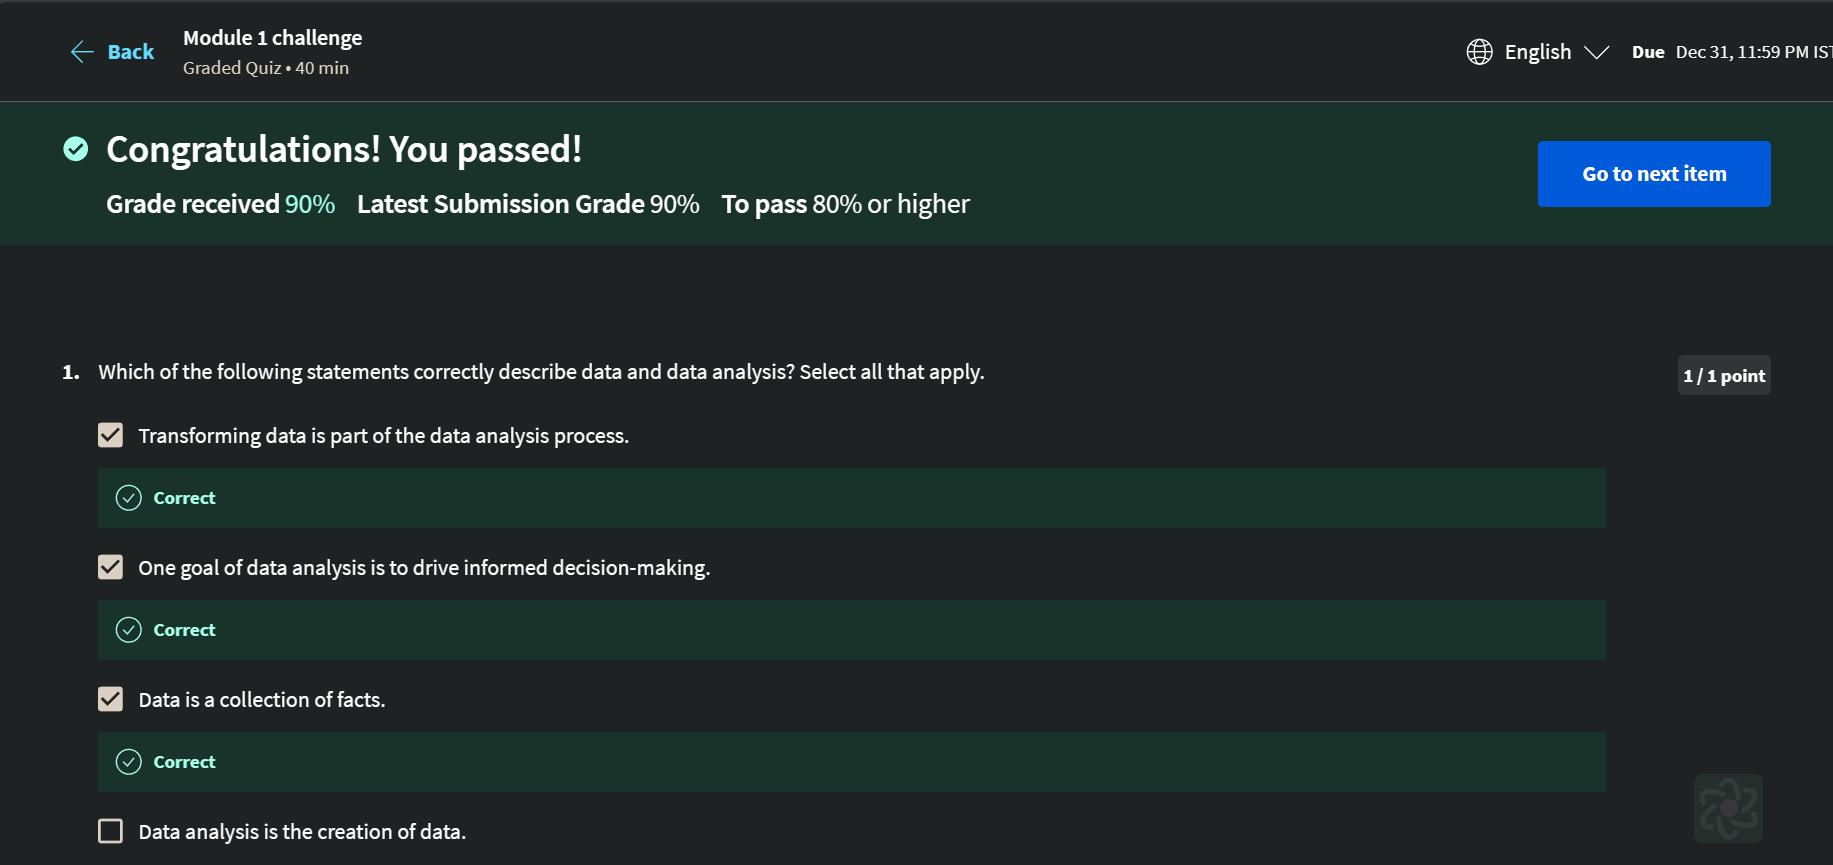 Back
Module 1 challenge
Graded Quiz • 40 min
English
Due Dec 31, 11:59 PM IST
Congratulations! You passed!
Grade received 90% Latest Submission Grade 90% To pass 80% or higher
Go to next item
1. Which of the following statements correctly describe data and data analysis? Select all that apply.
1 / 1 point
Transforming data is part of the data analysis process.
Correct
One goal of data analysis is to drive informed decision-making.
Correct
Data is a collection of facts.
Correct
Data analysis is the creation of data.